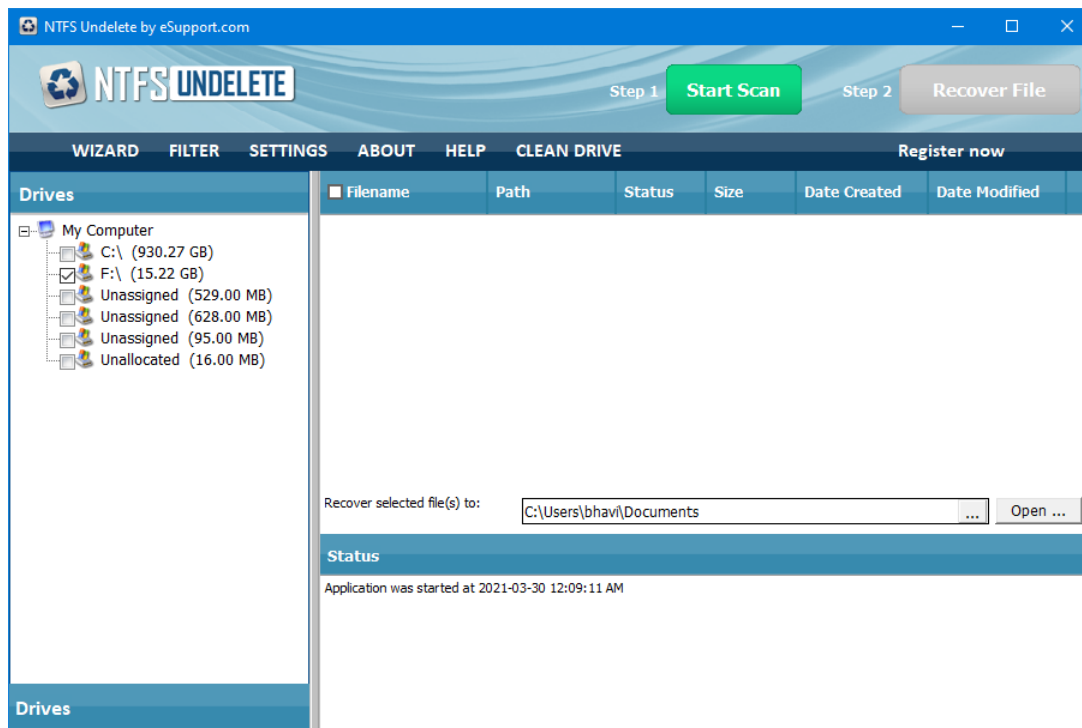 NTFS Undelete by eSupport.com
NTFS UNDELETE
Step 1 Start Scan Step 2 Recover File
WIZARD FILTER SETTINGS ABOUT HELP CLEAN DRIVE Register now
Drives
Filename Path Status Size Date Created Date Modified
My Computer
C:\ (930.27 GB)
F:\ (15.22 GB)
Unassigned (529.00 MB)
Unassigned (628.00 MB)
Unassigned (95.00 MB)
Unallocated (16.00 MB)
Recover selected file(s) to: C:\Users\bhavi\Documents ... Open ...
Status
Application was started at 2021-03-30 12:09:11 AM
Drives